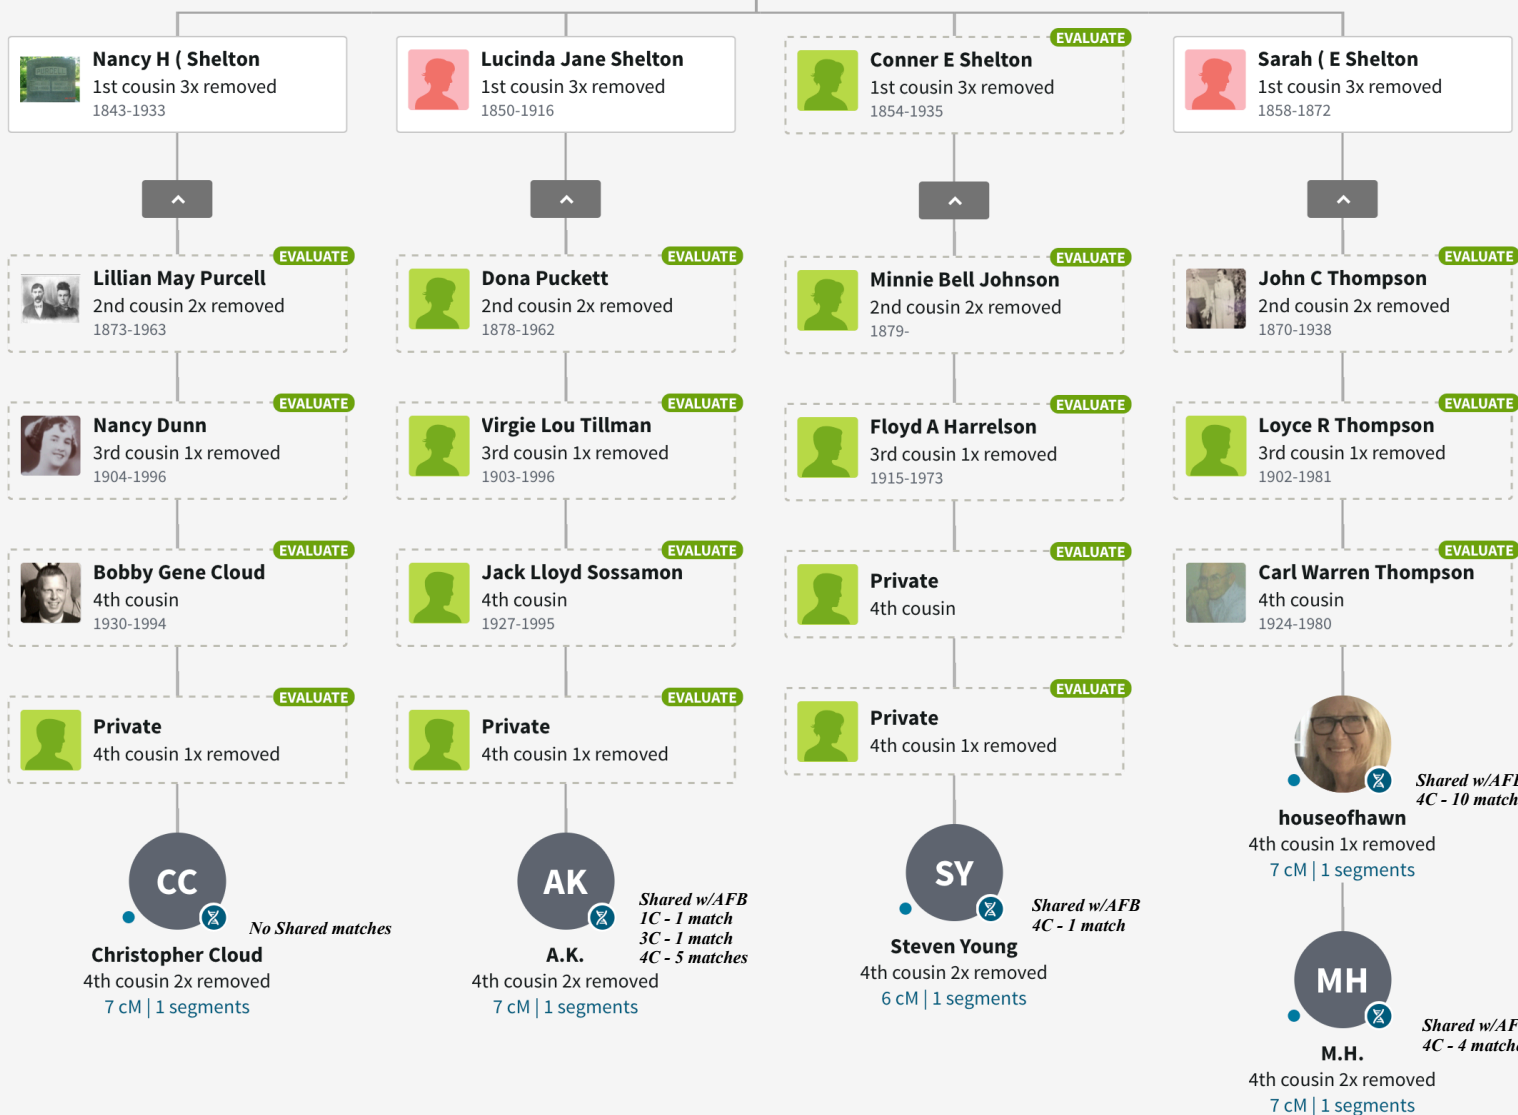 Nancy H ( Shelton
1st cousin 3x removed
1843-1933
Lucinda Jane Shelton
1st cousin 3x removed
1850-1916
EVALUATE
Conner E Shelton
1st cousin 3x removed
1854-1935
Sarah ( E Shelton
1st cousin 3x removed
1858-1872
EVALUATE
Lillian May Purcell
2nd cousin 2x removed
1873-1963
EVALUATE
Dona Puckett
2nd cousin 2x removed
1878-1962
EVALUATE
Minnie Bell Johnson
2nd cousin 2x removed
1879-
EVALUATE
John C Thompson
2nd cousin 2x removed
1870-1938
EVALUATE
Nancy Dunn
3rd cousin 1x removed
1904-1996
EVALUATE
Virgie Lou Tillman
3rd cousin 1x removed
1903-1996
EVALUATE
Floyd A Harrelson
3rd cousin 1x removed
1915-1973
EVALUATE
Loyce R Thompson
3rd cousin 1x removed
1902-1981
EVALUATE
Bobby Gene Cloud
4th cousin
1930-1994
EVALUATE
Jack Lloyd Sossamon
4th cousin
1927-1995
EVALUATE
Private
4th cousin
EVALUATE
Carl Warren Thompson
4th cousin
1924-1980
EVALUATE
Private
4th cousin 1x removed
EVALUATE
Private
4th cousin 1x removed
EVALUATE
Private
4th cousin 1x removed
Shared w/AF
4C - 10 match
houseofhawn
4th cousin 1x removed
7 cM | 1 segments
CC
No Shared matches
Christopher Cloud
4th cousin 2x removed
7 cM | 1 segments
AK
Shared w/AFB
1C - 1 match
3C - 1 match
4C - 5 matches
A.K.
4th cousin 2x removed
7 cM | 1 segments
SY
Shared w/AFB
4C - 1 match
Steven Young
4th cousin 2x removed
6 cM | 1 segments
MH
Shared w/AF
4C - 4 match
M.H.
4th cousin 2x removed
7 cM | 1 segments